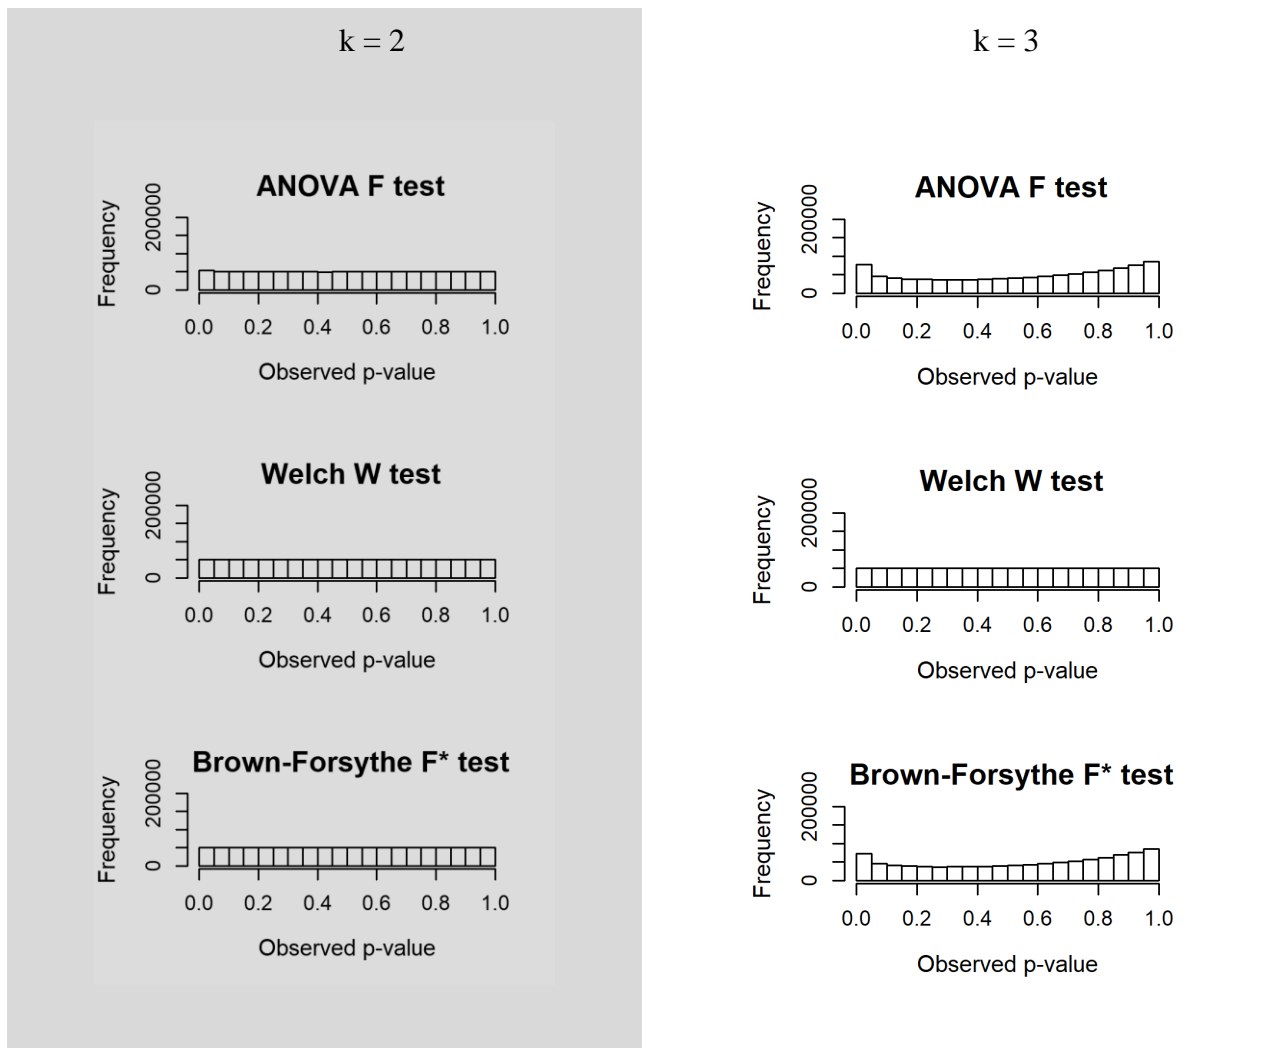 k = 2
ANOVA F test
Frequency
200000
0
0.0 0.2 0.4 0.6 0.8 1.0
Observed p-value
Welch W test
Frequency
200000
0
0.0 0.2 0.4 0.6 0.8 1.0
Observed p-value
Brown-Forsythe F* test
Frequency
200000
0
0.0 0.2 0.4 0.6 0.8 1.0
Observed p-value
k = 3
ANOVA F test
Frequency
200000
0
0.0 0.2 0.4 0.6 0.8 1.0
Observed p-value
Welch W test
Frequency
200000
0
0.0 0.2 0.4 0.6 0.8 1.0
Observed p-value
Brown-Forsythe F* test
Frequency
200000
0
0.0 0.2 0.4 0.6 0.8 1.0
Observed p-value